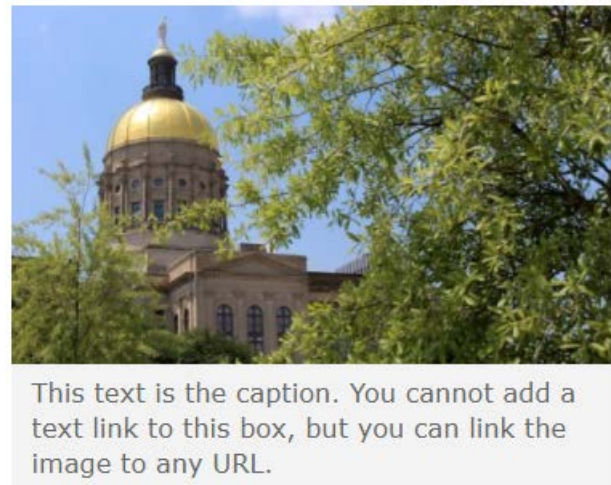 This text is the caption. You cannot add a
text link to this box, but you can link the
image to any URL.